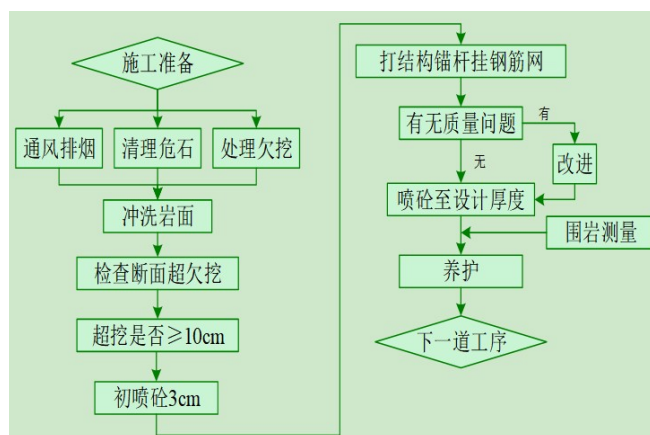 施工准备
通风排烟
清理危石
处理欠挖
冲洗岩面
检查断面超欠挖
超挖是否≥10cm
初喷砼3cm
打结构锚杆挂钢筋网
有无质量问题
有
无
改进
喷砼至设计厚度
围岩测量
养护
下一道工序